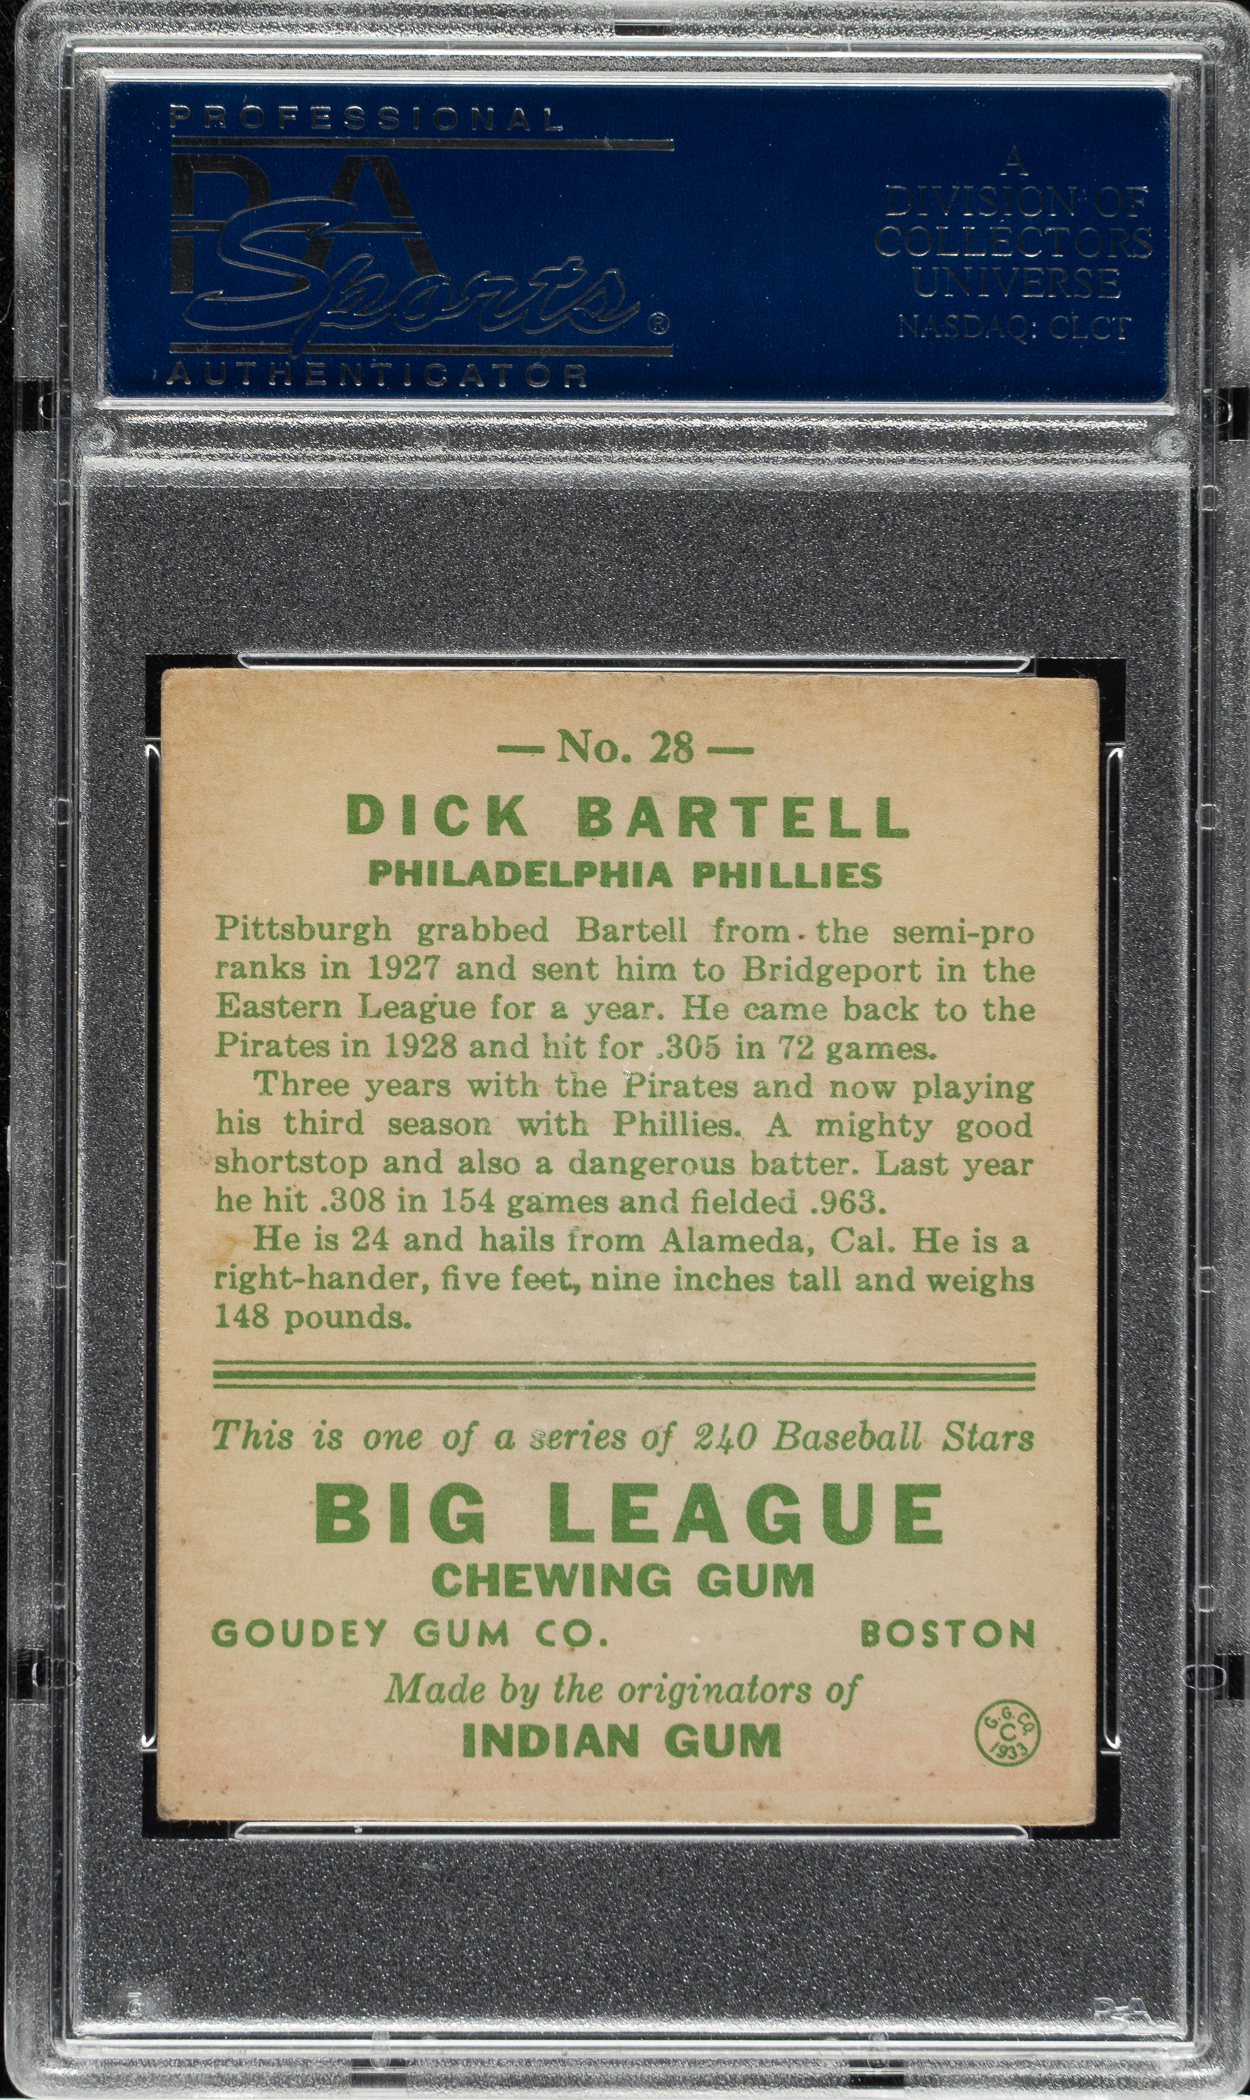 PROFESSIONAL
PSA
Sports®
AUTHENTICATOR
A
DIVISION OF
COLLECTORS
UNIVERSE
NASDAQ: CLCT
— No. 28 —
DICK BARTELL
PHILADELPHIA PHILLIES
Pittsburgh grabbed Bartell from the semi-pro
ranks in 1927 and sent him to Bridgeport in the
Eastern League for a year. He came back to the
Pirates in 1928 and hit for .305 in 72 games.
Three years with the Pirates and now playing
his third season with Phillies. A mighty good
shortstop and also a dangerous batter. Last year
he hit .308 in 154 games and fielded .963.
He is 24 and hails from Alameda, Cal. He is a
right-hander, five feet, nine inches tall and weighs
148 pounds.
This is one of a series of 240 Baseball Stars
BIG LEAGUE
CHEWING GUM
GOUDEY GUM CO. BOSTON
Made by the originators of
INDIAN GUM
G. G. CO.
C
1933
PSA